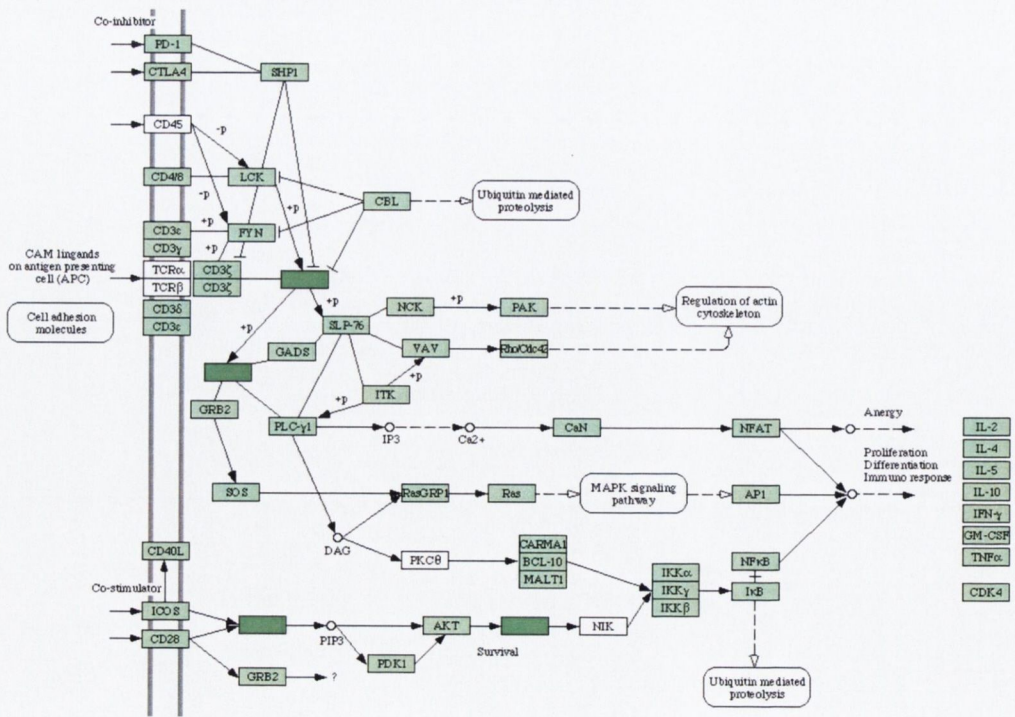 Co-inhibitor
PD-1
CTLA4
SHP1
CD45
-p
CD4/8
LCK
-p
+p
CBL
Ubiquitin mediated
proteolysis
CD3ε
+p
FYN
CD3γ
+p
CAM lingands
on antigen presenting
cell (APC)
TCRα
CD3ζ
TCRβ
CD3ζ
Cell adhesion
molecules
CD3δ
CD3ε
+p
+p
SLP-76
NCK
+p
PAK
Regulation of actin
cytoskeleton
GADS
VAV
Rho/Cdc42
+p
ITK
+p
GRB2
PLC-γ1
IP3
Ca2+
CaN
NFAT
Anergy
Proliferation
Differentiation
Immuno response
SOS
RasGRP1
Ras
MAPK signaling
pathway
AP1
DAG
PKCθ
CARMA1
BCL-10
MALT1
IKKα
IKKγ
IKKβ
NFκB
IκB
CD40L
Co-stimulator
ICOS
CD28
PIP3
AKT
NIK
PDK1
Survival
GRB2
?
Ubiquitin mediated
proteolysis
IL-2
IL-4
IL-5
IL-10
IFN-γ
GM-CSF
TNFα
CDK4